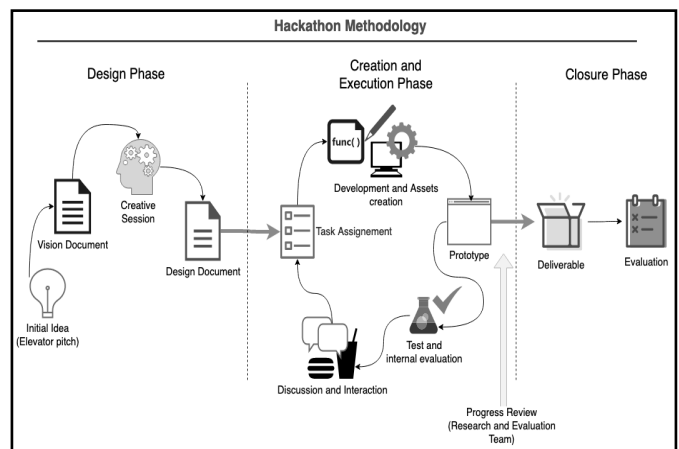 Hackathon Methodology
Design Phase
Creation and
Execution Phase
Closure Phase
Initial Idea
(Elevator pitch)
Vision Document
Creative
Session
Design Document
Task Assignement
func( )
Development and Assets
creation
Prototype
Test and
internal evaluation
Discussion and Interaction
Progress Review
(Research and Evaluation
Team)
Deliverable
Evaluation